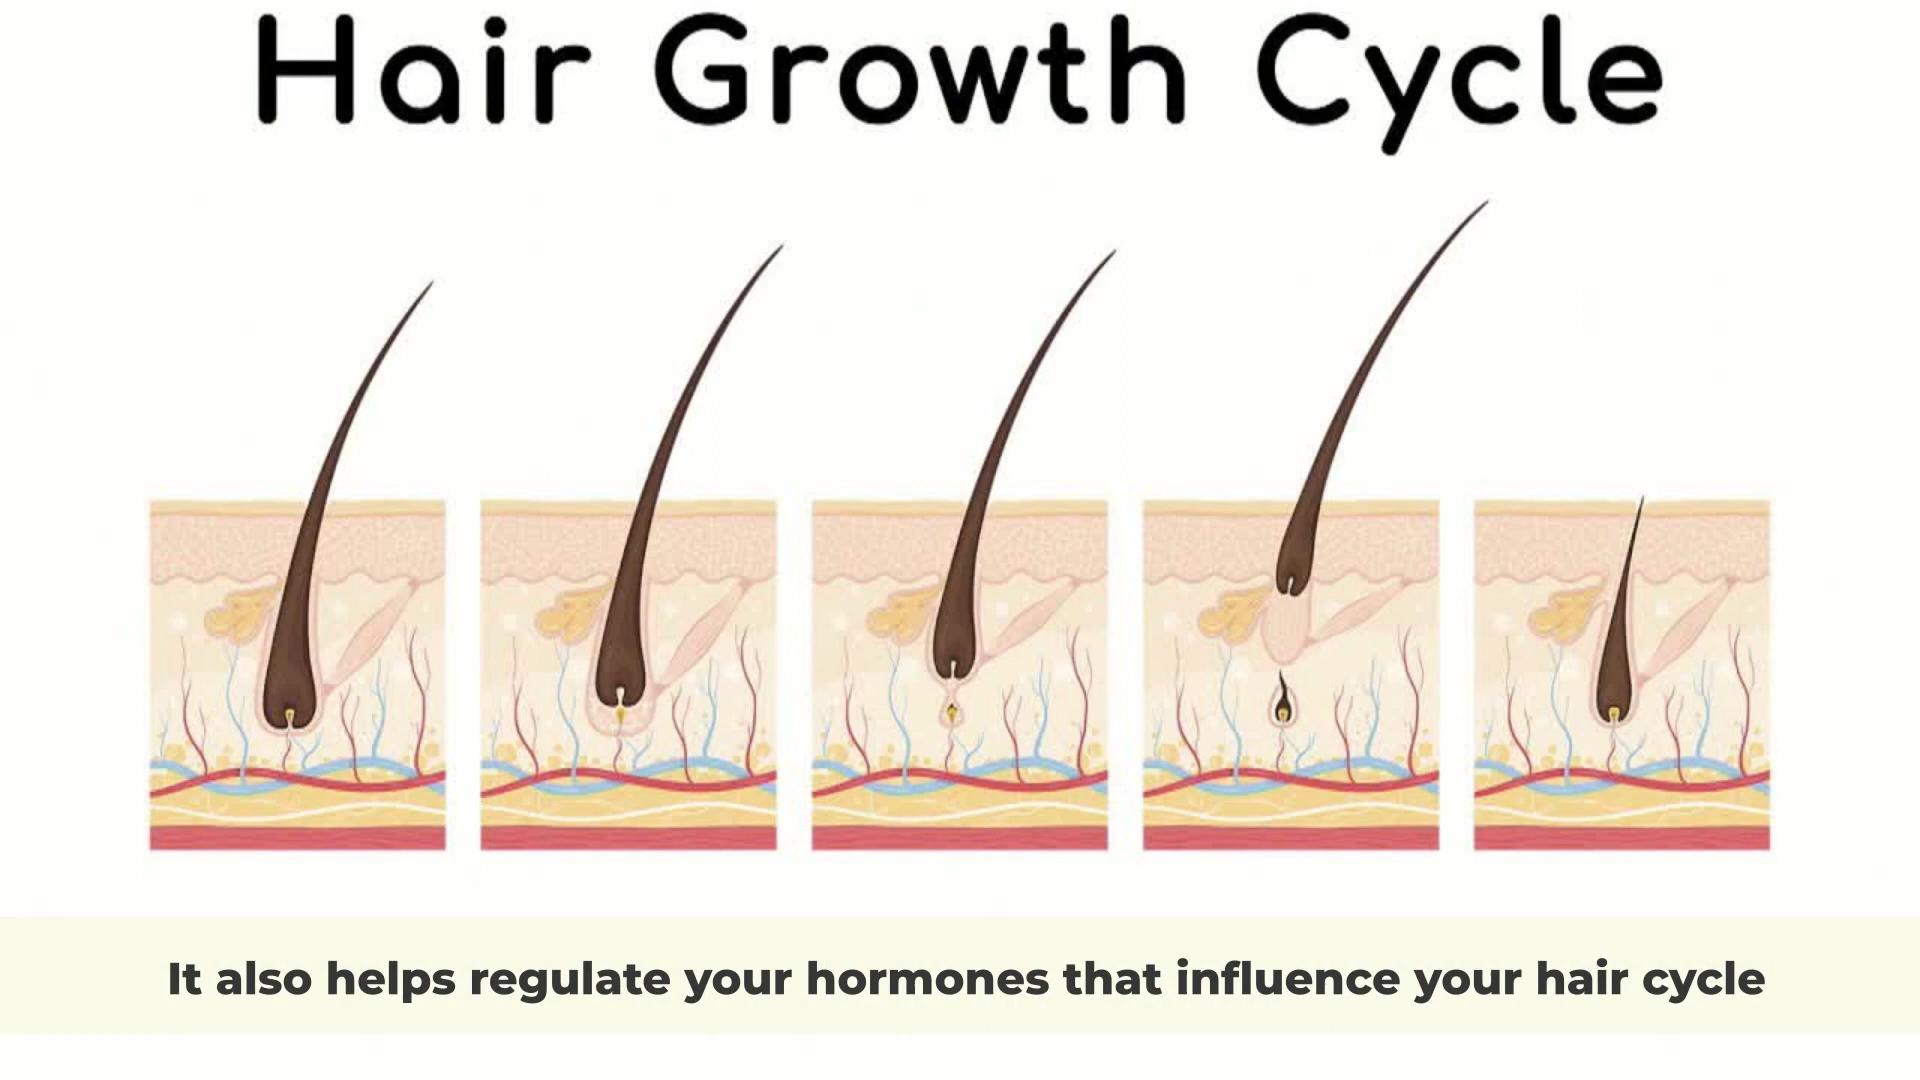 Hair Growth Cycle
It also helps regulate your hormones that influence your hair cycle